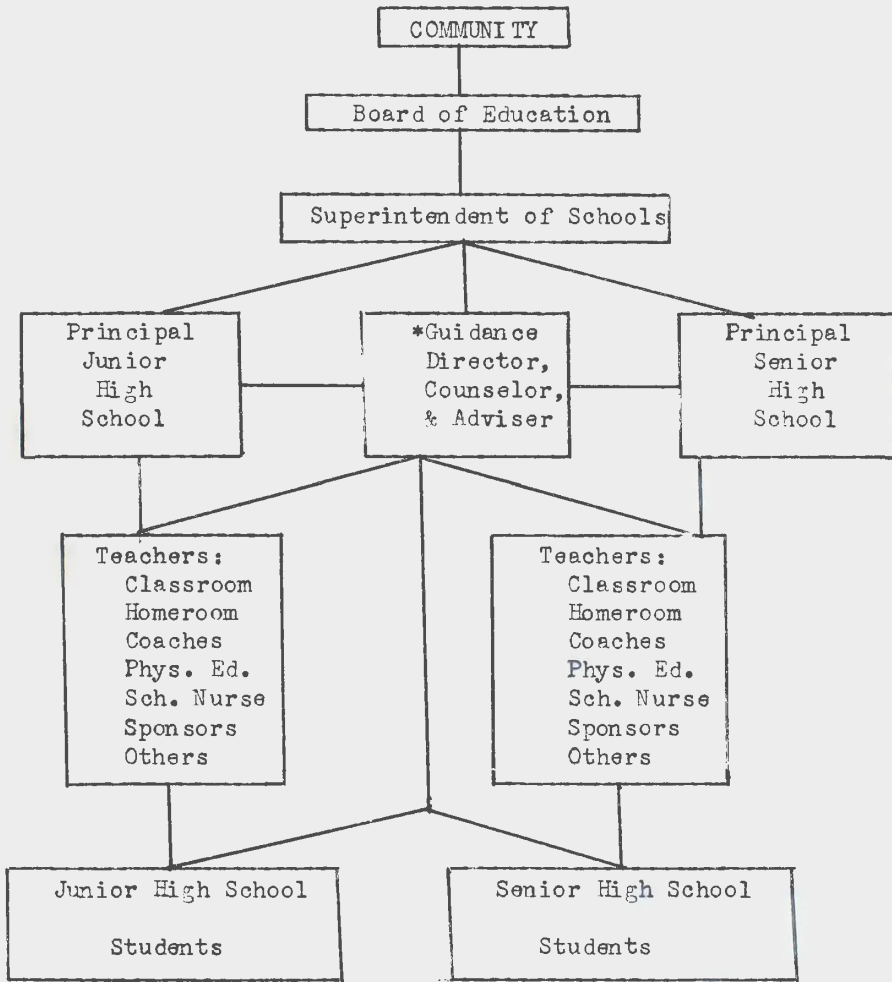 COMMUNITY
Board of Education
Superintendent of Schools
Principal
Junior
High
School
*Guidance
Director,
Counselor,
& Adviser
Principal
Senior
High
School
Teachers:
Classroom
Homeroom
Coaches
Phys. Ed.
Sch. Nurse
Sponsors
Others
Teachers:
Classroom
Homeroom
Coaches
Phys. Ed.
Sch. Nurse
Sponsors
Others
Junior High School
Students
Senior High School
Students